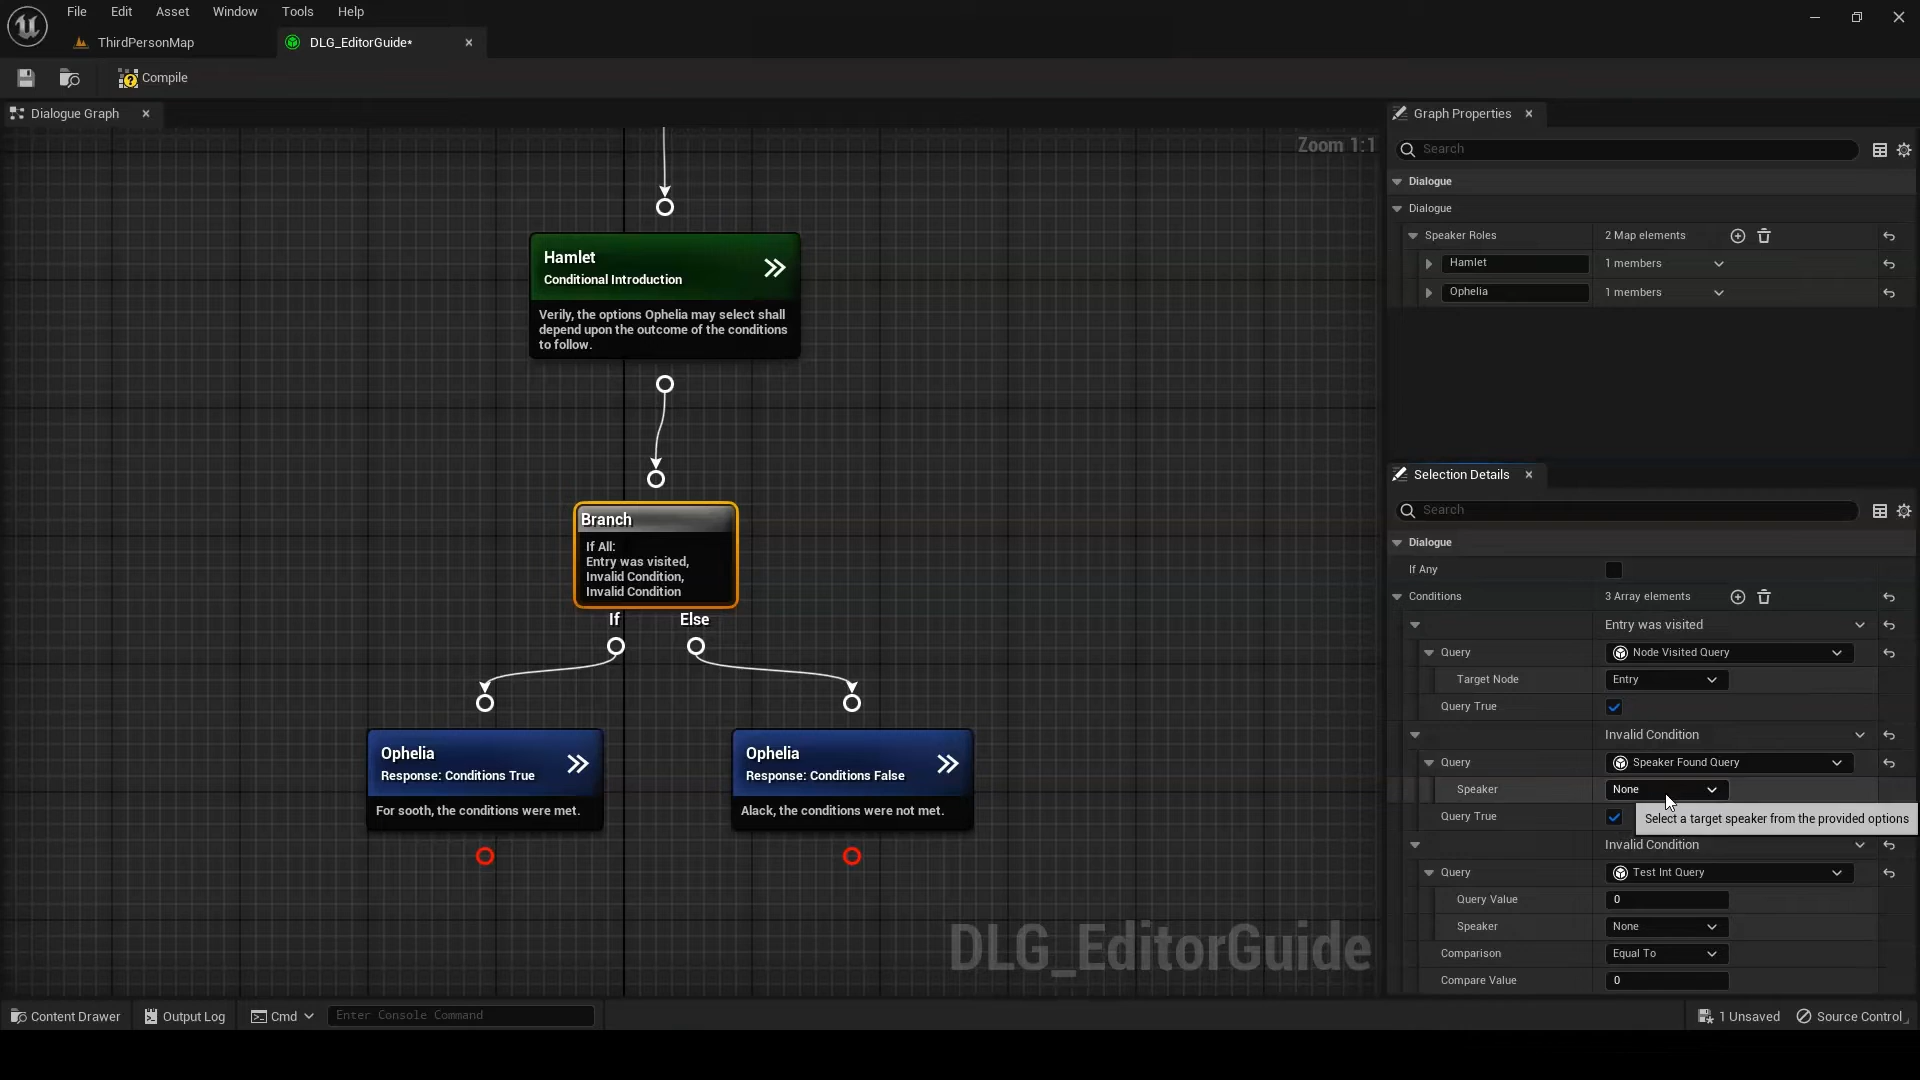 File Edit Asset Window Tools Help
ThirdPersonMap
DLG_EditorGuide*
Compile
Dialogue Graph
Zoom 1:1
Hamlet
Conditional Introduction
Verily, the options Ophelia may select shall
depend upon the outcome of the conditions
to follow.
Branch
If All:
Entry was visited,
Invalid Condition,
Invalid Condition
If Else
Ophelia
Response: Conditions True
For sooth, the conditions were met.
Ophelia
Response: Conditions False
Alack, the conditions were not met.
DLG_EditorGuide
Graph Properties
Search
Dialogue
Dialogue
Speaker Roles 2 Map elements
Hamlet 1 members
Ophelia 1 members
Selection Details
Search
Dialogue
If Any
Conditions 3 Array elements
Entry was visited
Query Node Visited Query
Target Node Entry
Query True
Invalid Condition
Query Speaker Found Query
Speaker None
Query True
Select a target speaker from the provided options
Invalid Condition
Query Test Int Query
Query Value 0
Speaker None
Comparison Equal To
Compare Value 0
Content Drawer Output Log Cmd Enter Console Command 1 Unsaved Source Control